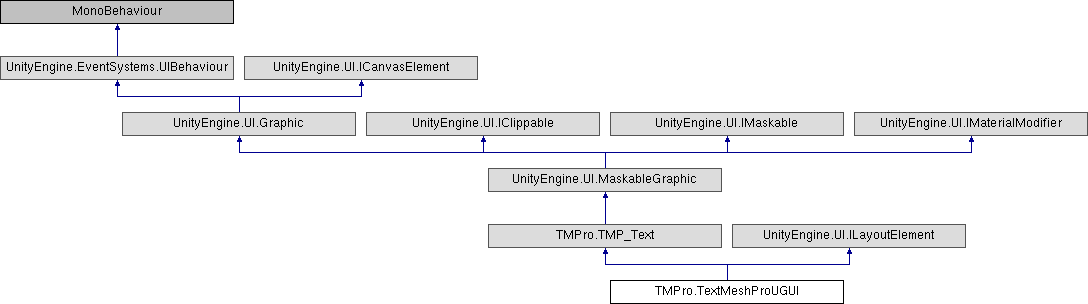 MonoBehaviour
UnityEngine.EventSystems.UIBehaviour
UnityEngine.UI.ICanvasElement
UnityEngine.UI.Graphic
UnityEngine.UI.IClippable
UnityEngine.UI.IMaskable
UnityEngine.UI.IMaterialModifier
UnityEngine.UI.MaskableGraphic
TMPro.TMP_Text
UnityEngine.UI.ILayoutElement
TMPro.TextMeshProUGUI